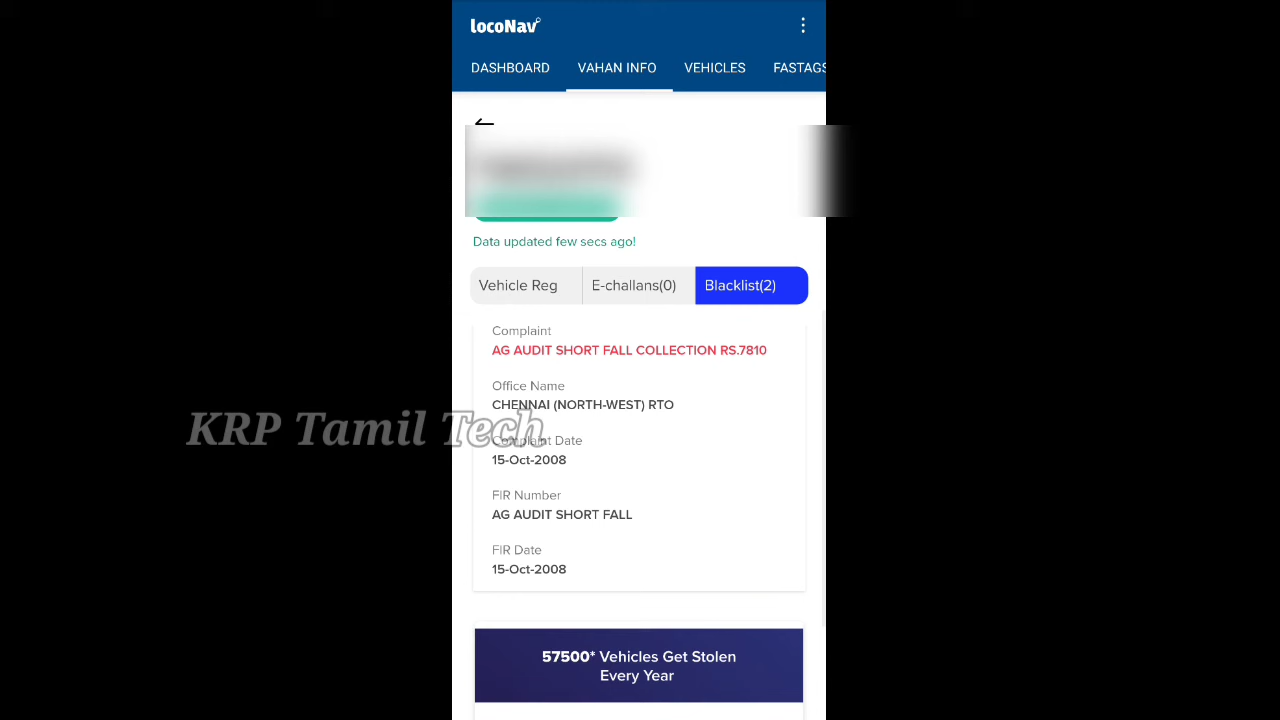 locoNav
DASHBOARD VAHAN INFO VEHICLES FASTAGS
Data updated few secs ago!
Vehicle Reg E-challans(0) Blacklist(2)
Complaint
AG AUDIT SHORT FALL COLLECTION RS.7810
Office Name
CHENNAI (NORTH-WEST) RTO
KRP Tamil Tech
Complaint Date
15-Oct-2008
FIR Number
AG AUDIT SHORT FALL
FIR Date
15-Oct-2008
57500* Vehicles Get Stolen
Every Year